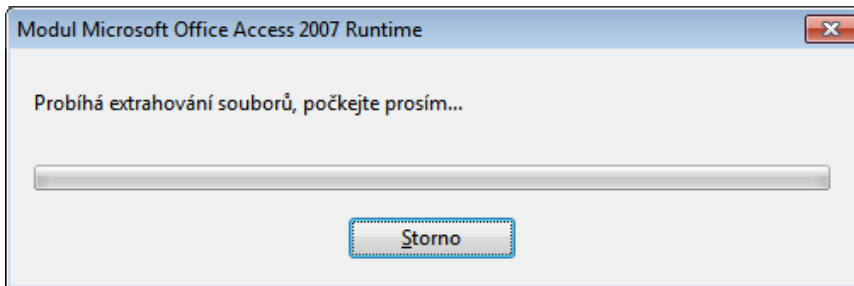 Modul Microsoft Office Access 2007 Runtime
Probíhá extrahování souborů, počkejte prosím...
Storno